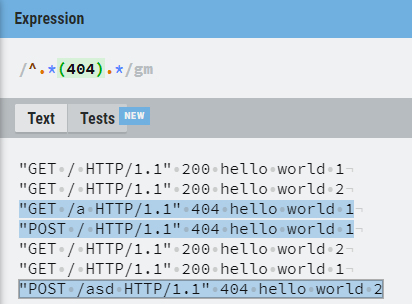 Expression
/^.*(404).*/gm
Text Tests NEW
"GET / HTTP/1.1" 200 hello world 1
"GET / HTTP/1.1" 200 hello world 2
"GET /a HTTP/1.1" 404 hello world 1
"POST / HTTP/1.1" 404 hello world 1
"GET / HTTP/1.1" 200 hello world 2
"GET / HTTP/1.1" 200 hello world 1
"POST /asd HTTP/1.1" 404 hello world 2